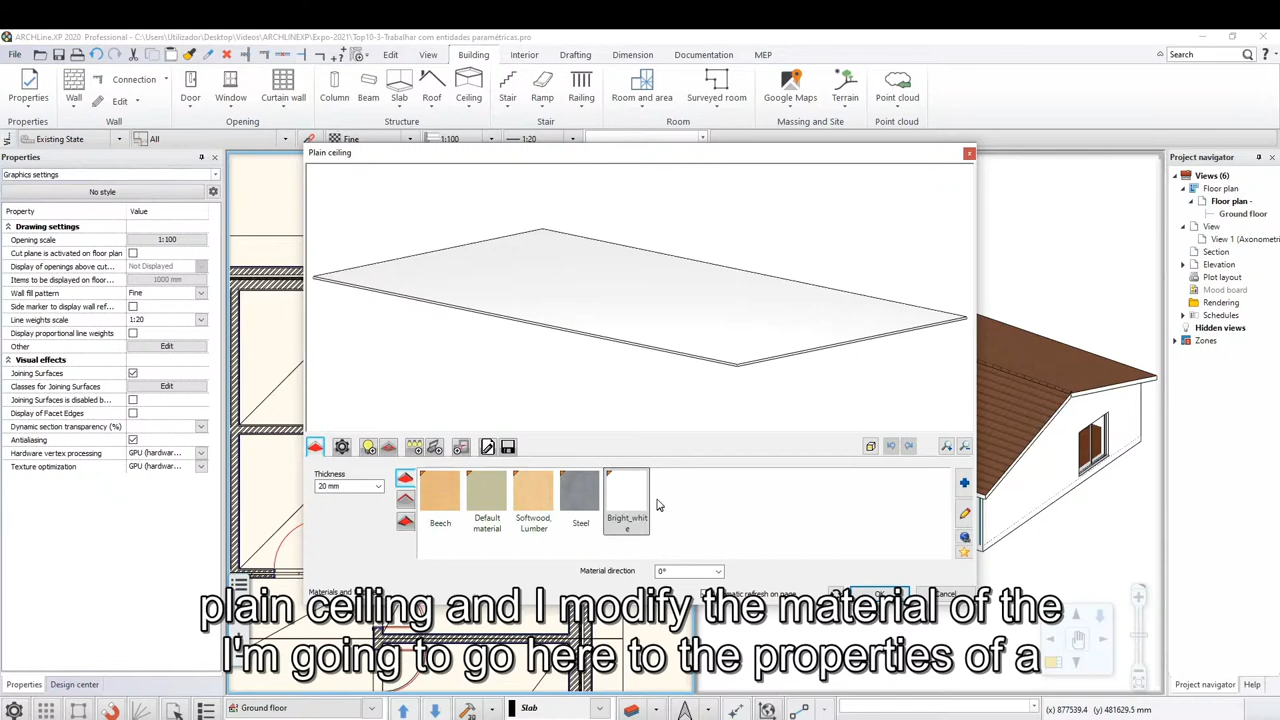 ARCHLine.XP 2020 Professional - C:\Users\Utilizador\Desktop\Videos\ARCHLINEXP\Expo-2021\Top10-3-Trabalhar com entidades paramétricas.pro
File Edit View Building Interior Drafting Dimension Documentation MEP Search
Properties Wall Connection Edit Door Window Curtain wall Column Beam Slab Roof Ceiling Stair Ramp Railing Room and area Surveyed room Google Maps Terrain Point cloud
Properties Wall Opening Structure Stair Room Massing and Site Point cloud
Existing State All Fine 1:100 1:20
Properties
Graphics settings
No style
Property Value
Drawing settings
Opening scale 1:100
Cut plane is activated on floor plan
Display of openings above cut... Not Displayed
Items to be displayed on floor... 1000 mm
Wall fill pattern Fine
Side marker to display wall ref...
Line weights scale 1:20
Display proportional line weights
Other Edit
Visual effects
Joining Surfaces
Classes for Joining Surfaces Edit
Joining Surfaces is disabled b...
Display of Facet Edges
Dynamic section transparency (%)
Antialiasing
Hardware vertex processing GPU (hardwar...
Texture optimization GPU (hardwar...
Properties Design center
Plain ceiling
Thickness
20 mm
Beech
Default material
Softwood, Lumber
Steel
Bright_white
Material direction 0°
OK Cancel
Project navigator
Views (6)
Floor plan
Floor plan -
Ground floor
View
View 1 (Axonometri
Section
Elevation
Plot layout
Mood board
Rendering
Schedules
Hidden views
Zones
Project navigator Help
plain ceiling and I modify the material of the
I'm going to go here to the properties of a
Ground floor Slab
x: 877539.4 y: 481629.5 mm